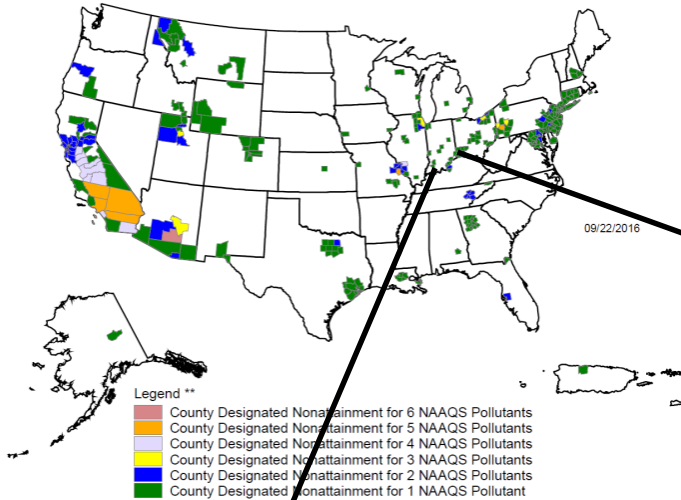 09/22/2016
Legend **
County Designated Nonattainment for 6 NAAQS Pollutants
County Designated Nonattainment for 5 NAAQS Pollutants
County Designated Nonattainment for 4 NAAQS Pollutants
County Designated Nonattainment for 3 NAAQS Pollutants
County Designated Nonattainment for 2 NAAQS Pollutants
County Designated Nonattainment for 1 NAAQS Pollutant